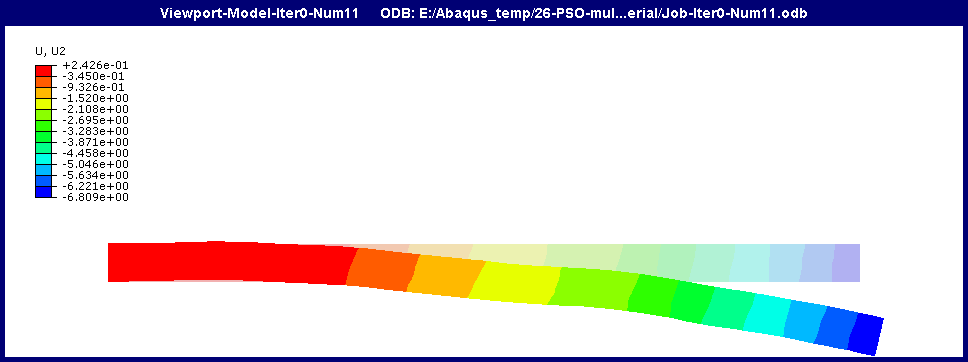 Viewport-Model-Iter0-Num11 ODB: E:/Abaqus_temp/26-PSO-mul...erial/Job-Iter0-Num11.odb
U, U2
+2.426e-01
-3.450e-01
-9.326e-01
-1.520e+00
-2.108e+00
-2.695e+00
-3.283e+00
-3.871e+00
-4.458e+00
-5.046e+00
-5.634e+00
-6.221e+00
-6.809e+00